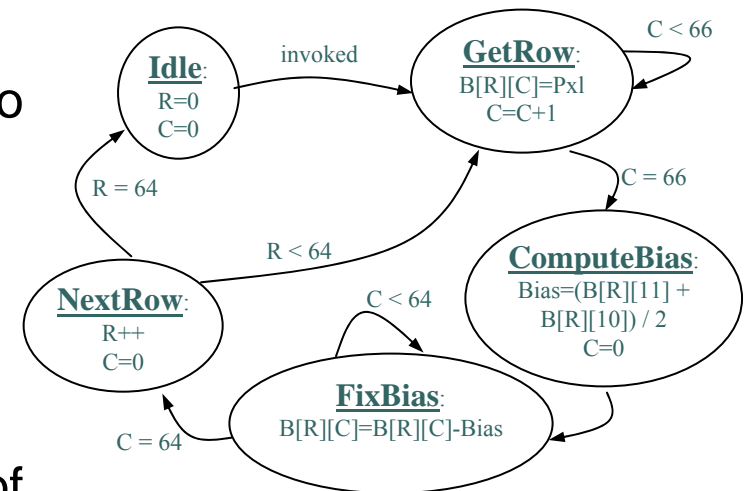 o
Idle:
R=0
C=0
invoked
GetRow:
B[R][C]=Pxl
C=C+1
C < 66
R = 64
C = 66
R < 64
ComputeBias:
Bias=(B[R][11] +
B[R][10]) / 2
C=0
NextRow:
R++
C=0
C < 64
FixBias:
B[R][C]=B[R][C]-Bias
C = 64
of